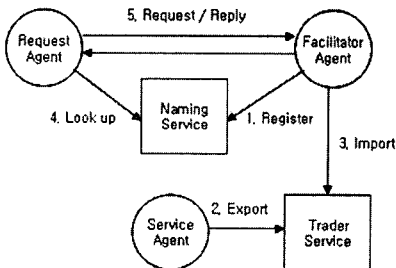 5. Request / Reply
Request
Agent
Facilitator
Agent
4. Look up
Naming
Service
1. Register
3. Import
Service
Agent
2. Export
Trader
Service